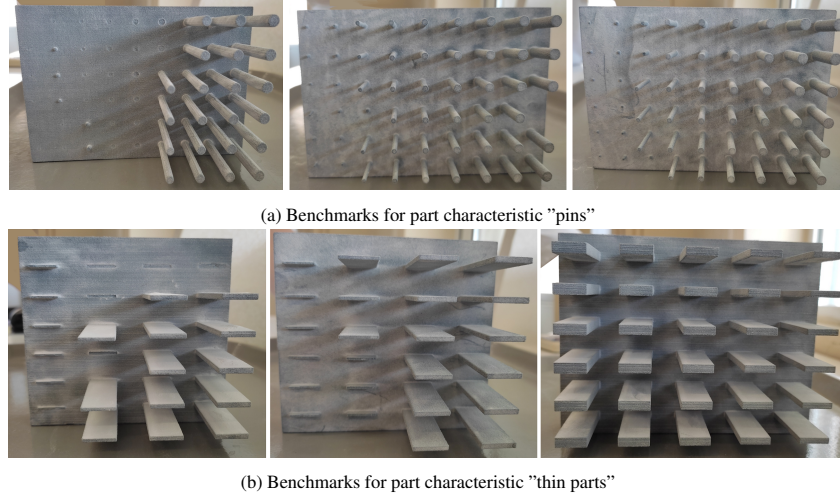 (a) Benchmarks for part characteristic ”pins”
(b) Benchmarks for part characteristic ”thin parts”